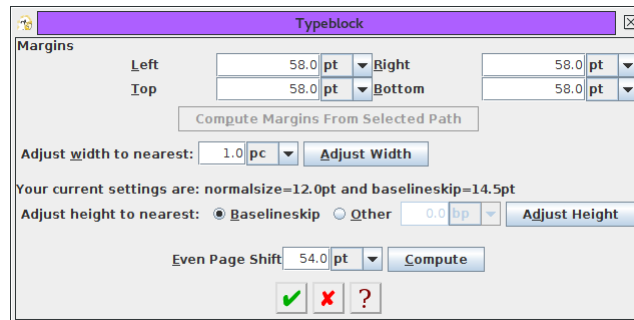 Typeblock
Margins
Left 58.0 pt Right 58.0 pt
Top 58.0 pt Bottom 58.0 pt
Compute Margins From Selected Path
Adjust width to nearest: 1.0 pc Adjust Width
Your current settings are: normalsize=12.0pt and baselineskip=14.5pt
Adjust height to nearest: Baselineskip Other 0.0 bp Adjust Height
Even Page Shift 54.0 pt Compute
?